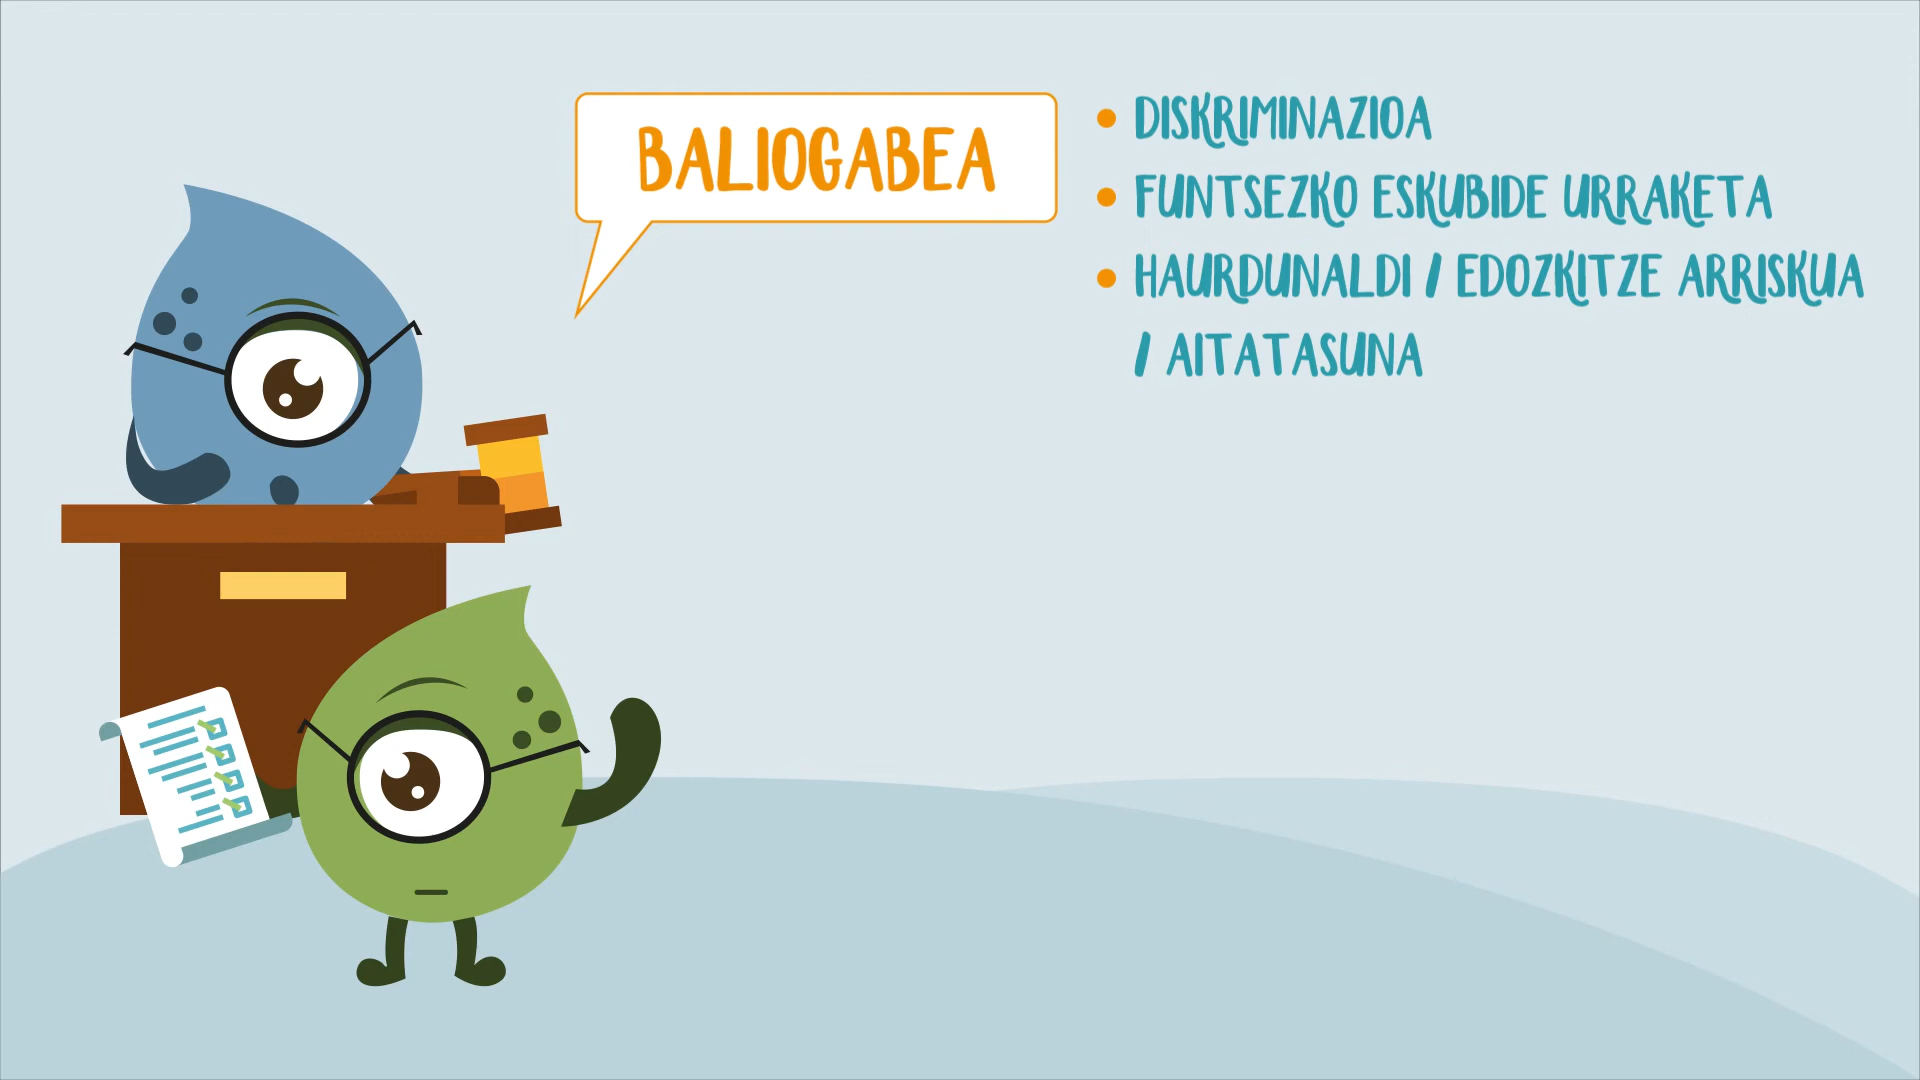 BALIOGABEA
• DISKRIMINAZIOA
• FUNTSEZKO ESKUBIDE URRAKETA
• HAURDUNALDI / EDOZKITZE ARRISKUA
/ AITATASUNA